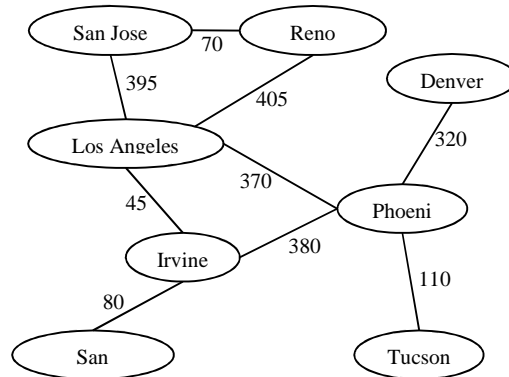 San Jose
70
Reno
Denver
395
405
320
Los Angeles
370
45
Phoeni
380
Irvine
110
80
San
Tucson